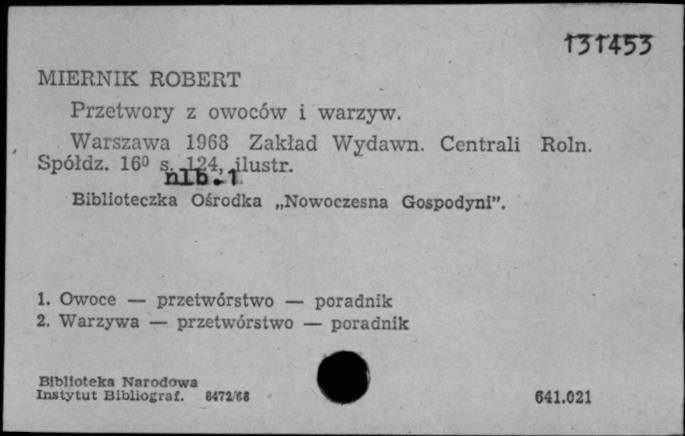 131453
MIERNIK ROBERT
Przetwory z owoców i warzyw.
Warszawa 1968 Zakład Wydawn. Centrali Roln.
Spółdz. 16⁰ s. 124, ilustr.
nlb. 1
Biblioteczka Ośrodka „Nowoczesna Gospodyni”.
1. Owoce — przetwórstwo — poradnik
2. Warzywa — przetwórstwo — poradnik
Biblioteka Narodowa
Instytut Bibliograf. 8472/68
641.021